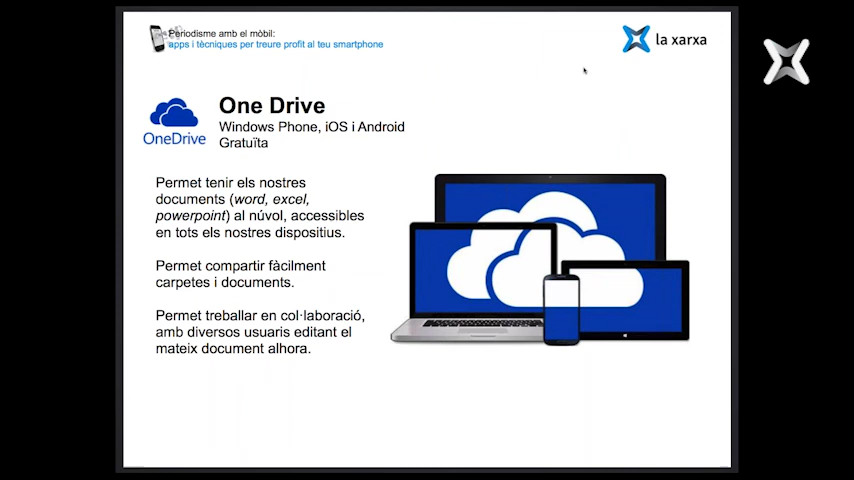 Periodisme amb el mòbil:
apps i tècniques per treure profit al teu smartphone
la xarxa
One Drive
OneDrive
Windows Phone, iOS i Android
Gratuïta
Permet tenir els nostres
documents (word, excel,
powerpoint) al núvol, accessibles
en tots els nostres dispositius.
Permet compartir fàcilment
carpetes i documents.
Permet treballar en col·laboració,
amb diversos usuaris editant el
mateix document alhora.